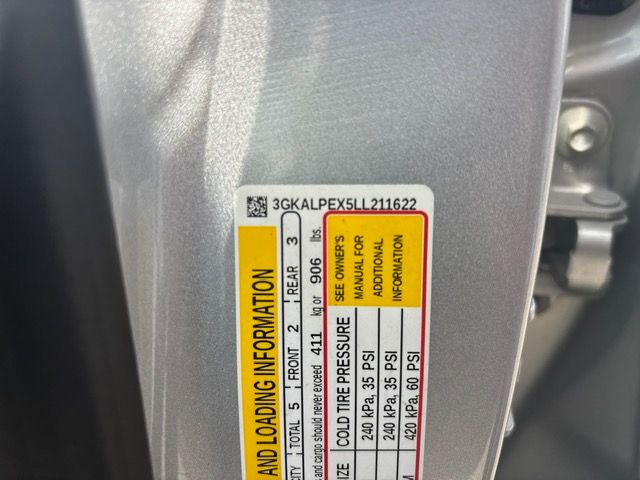 3GKALPEX5LL211622
AND LOADING INFORMATION
CITY TOTAL 5 FRONT 2 REAR 3
and cargo should never exceed 411 kg or 906 lbs.
IZE COLD TIRE PRESSURE SEE OWNER'S
MANUAL FOR
240 kPa, 35 PSI ADDITIONAL
240 kPa, 35 PSI INFORMATION
M 420 kPa, 60 PSI